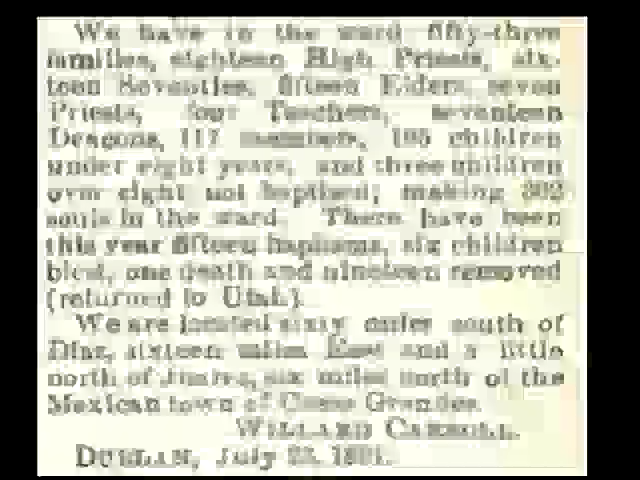 We have in the ward fifty-three
families, eighteen High Priests, six-
teen Seventies, fifteen Elders, seven
Priests, four Teachers, seventeen
Deacons, 117 members, 105 children
under eight years, and three children
over eight not baptised; making 302
souls in the ward. There have been
this year fifteen baptisms, six children
blest, one death and nineteen removed
(returned to Utah).
We are located sixty miles south of
Diaz, sixteen miles East and a little
north of Juarez, six miles north of the
Mexican town of Casas Grandes.
WILLARD CARROLL.
DUBLAN, July 23, 1891.